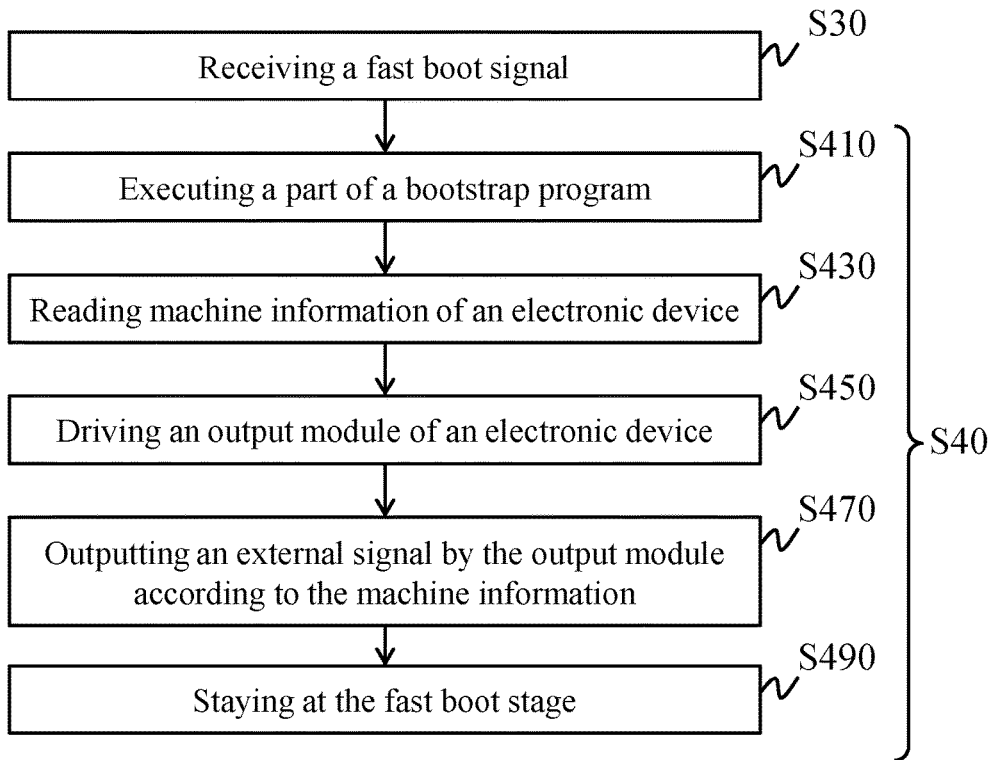 S30
Receiving a fast boot signal
S410
Executing a part of a bootstrap program
S430
Reading machine information of an electronic device
S450
Driving an output module of an electronic device
S40
S470
Outputting an external signal by the output module
according to the machine information
S490
Staying at the fast boot stage